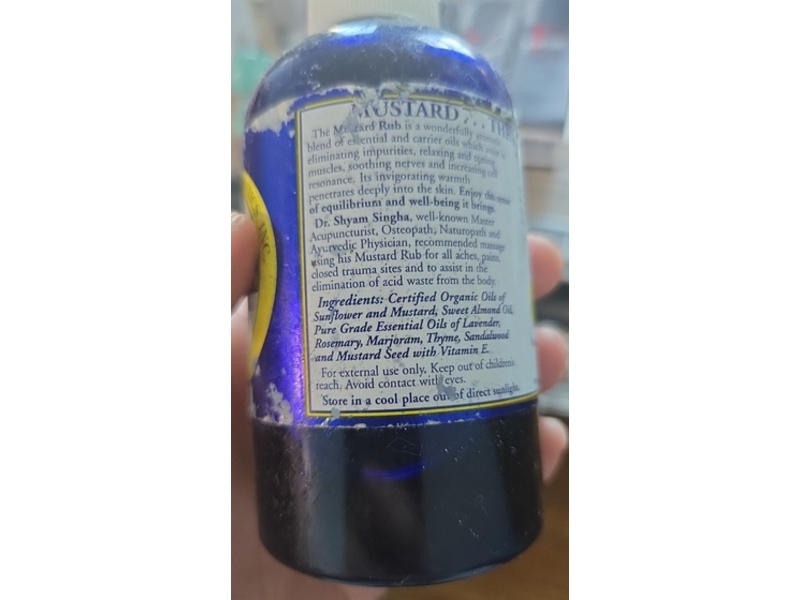 MUSTARD ... THE
The Mustard Rub is a wonderfully
blend of essential and carrier oils which
eliminating impurities, relaxing and
muscles, soothing nerves and increasing cell
resonance. Its invigorating warmth
penetrates deeply into the skin. Enjoy the sense
of equilibrium and well-being it brings.
Dr. Shyam Singha, well-known Master
Acupuncturist, Osteopath, Naturopath and
Ayurvedic Physician, recommended massage
using his Mustard Rub for all aches, pains,
closed trauma sites and to assist in the
elimination of acid waste from the body.
Ingredients: Certified Organic Oils of
Sunflower and Mustard, Sweet Almond Oil,
Pure Grade Essential Oils of Lavender,
Rosemary, Marjoram, Thyme, Sandalwood
and Mustard Seed with Vitamin E.
For external use only. Keep out of children's
reach. Avoid contact with eyes.
Store in a cool place out of direct sunlight.